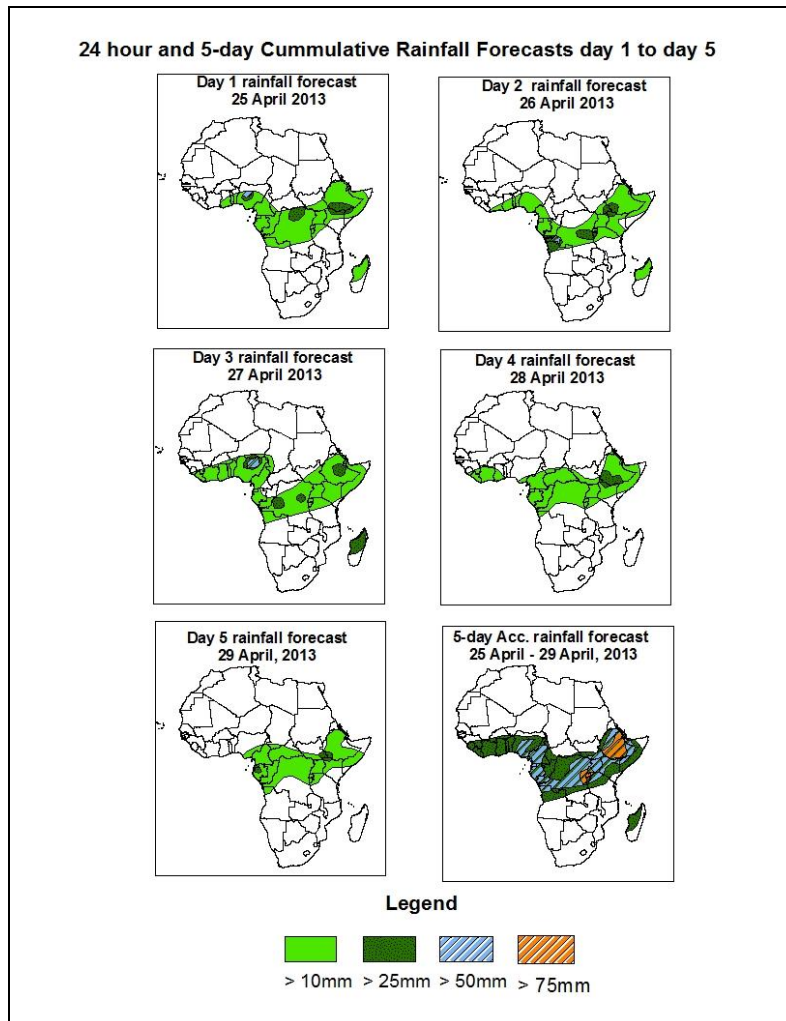 24 hour and 5-day Cummulative Rainfall Forecasts day 1 to day 5
Day 1 rainfall forecast
25 April 2013
Day 2 rainfall forecast
26 April 2013
Day 3 rainfall forecast
27 April 2013
Day 4 rainfall forecast
28 April 2013
Day 5 rainfall forecast
29 April, 2013
5-day Acc. rainfall forecast
25 April - 29 April, 2013
Legend
> 10mm > 25mm > 50mm > 75mm